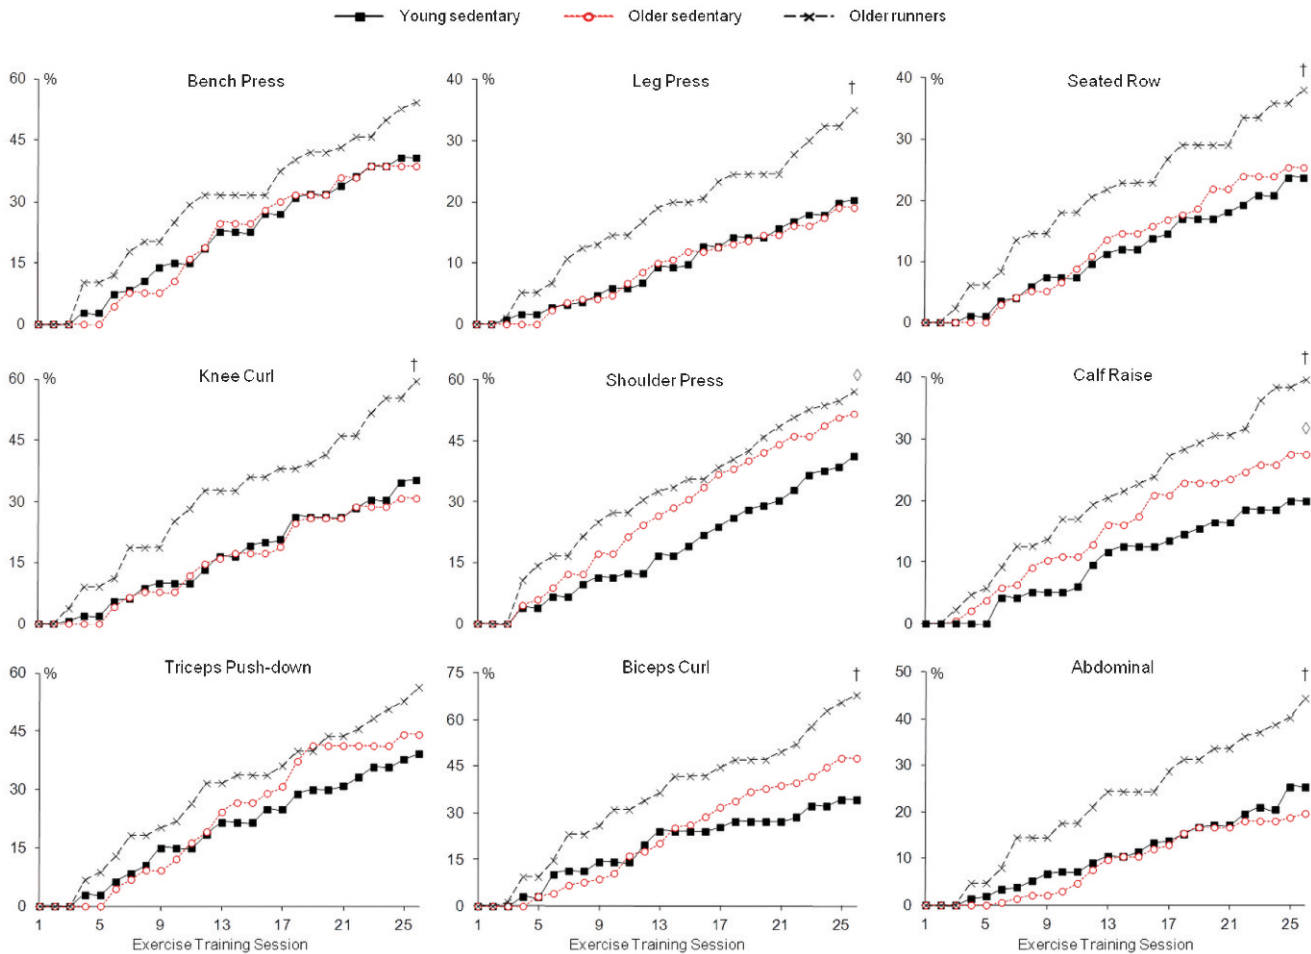 Young sedentary Older sedentary Older runners
60 % Bench Press
45
30
15
0
40 % Leg Press †
30
20
10
0
40 % Seated Row †
30
20
10
0
60 % Knee Curl †
45
30
15
0
60 % Shoulder Press ◊
45
30
15
0
40 % Calf Raise †
◊
30
20
10
0
60 % Triceps Push-down
45
30
15
0
1 5 9 13 17 21 25
Exercise Training Session
75 % Biceps Curl †
60
45
30
15
0
1 5 9 13 17 21 25
Exercise Training Session
50 % Abdominal †
40
30
20
10
0
1 5 9 13 17 21 25
Exercise Training Session